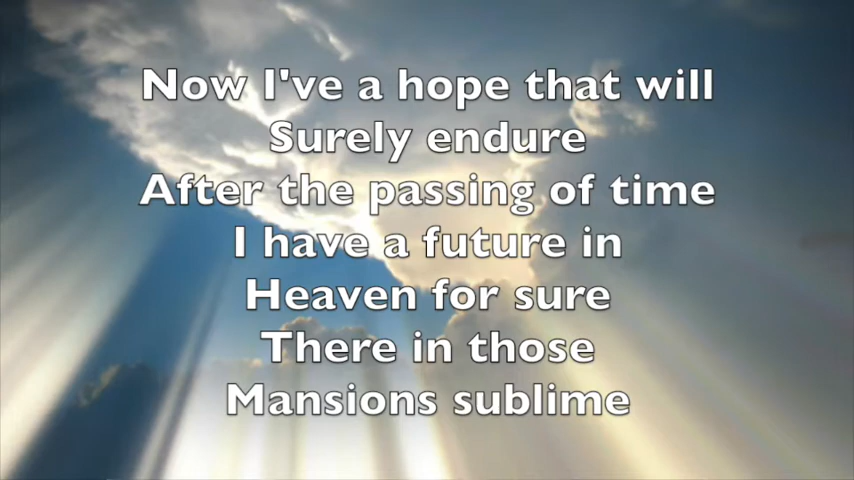 Now I've a hope that will
Surely endure
After the passing of time
I have a future in
Heaven for sure
There in those
Mansions sublime